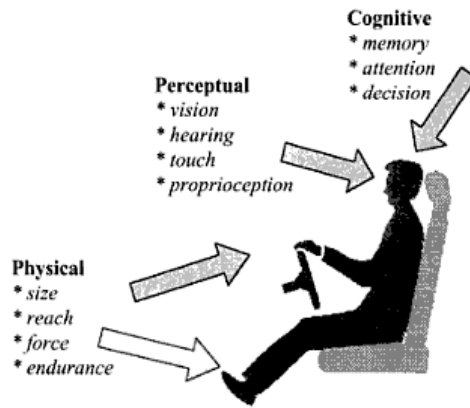 Cognitive
* memory
* attention
* decision
Perceptual
* vision
* hearing
* touch
* proprioception
Physical
* size
* reach
* force
* endurance